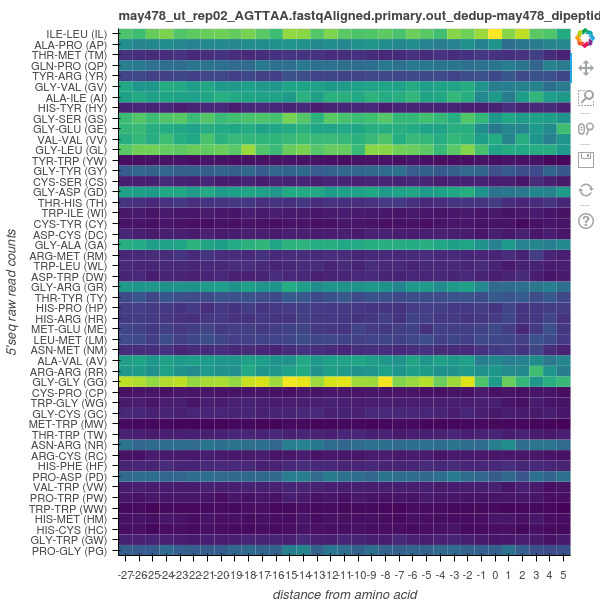 may478_ut_rep02_AGTTAA.fastqAligned.primary.out_dedup-may478_dipeptid
ILE-LEU (IL)
ALA-PRO (AP)
THR-MET (TM)
GLN-PRO (QP)
TYR-ARG (YR)
GLY-VAL (GV)
ALA-ILE (AI)
HIS-TYR (HY)
GLY-SER (GS)
GLY-GLU (GE)
VAL-VAL (VV)
GLY-LEU (GL)
TYR-TRP (YW)
GLY-TYR (GY)
CYS-SER (CS)
GLY-ASP (GD)
THR-HIS (TH)
TRP-ILE (WI)
CYS-TYR (CY)
ASP-CYS (DC)
GLY-ALA (GA)
ARG-MET (RM)
TRP-LEU (WL)
ASP-TRP (DW)
GLY-ARG (GR)
THR-TYR (TY)
HIS-PRO (HP)
HIS-ARG (HR)
MET-GLU (ME)
LEU-MET (LM)
ASN-MET (NM)
ALA-VAL (AV)
ARG-ARG (RR)
GLY-GLY (GG)
CYS-PRO (CP)
TRP-GLY (WG)
GLY-CYS (GC)
MET-TRP (MW)
THR-TRP (TW)
ASN-ARG (NR)
ARG-CYS (RC)
HIS-PHE (HF)
PRO-ASP (PD)
VAL-TRP (VW)
PRO-TRP (PW)
TRP-TRP (WW)
HIS-MET (HM)
HIS-CYS (HC)
GLY-TRP (GW)
PRO-GLY (PG)
5'seq raw read counts
-27-26-25-24-23-22-21-20-19-18-17-16-15-14-13-12-11-10-9 -8 -7 -6 -5 -4 -3 -2 -1 0 1 2 3 4 5
distance from amino acid